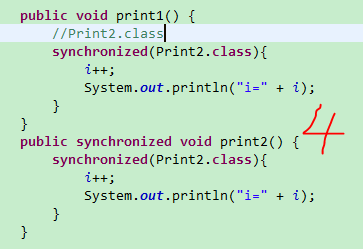 public void print1() {
//Print2.class
synchronized(Print2.class){
i++;
System.out.println("i=" + i);
}
}
public synchronized void print2() {
synchronized(Print2.class){
i++;
System.out.println("i=" + i);
}
}
4